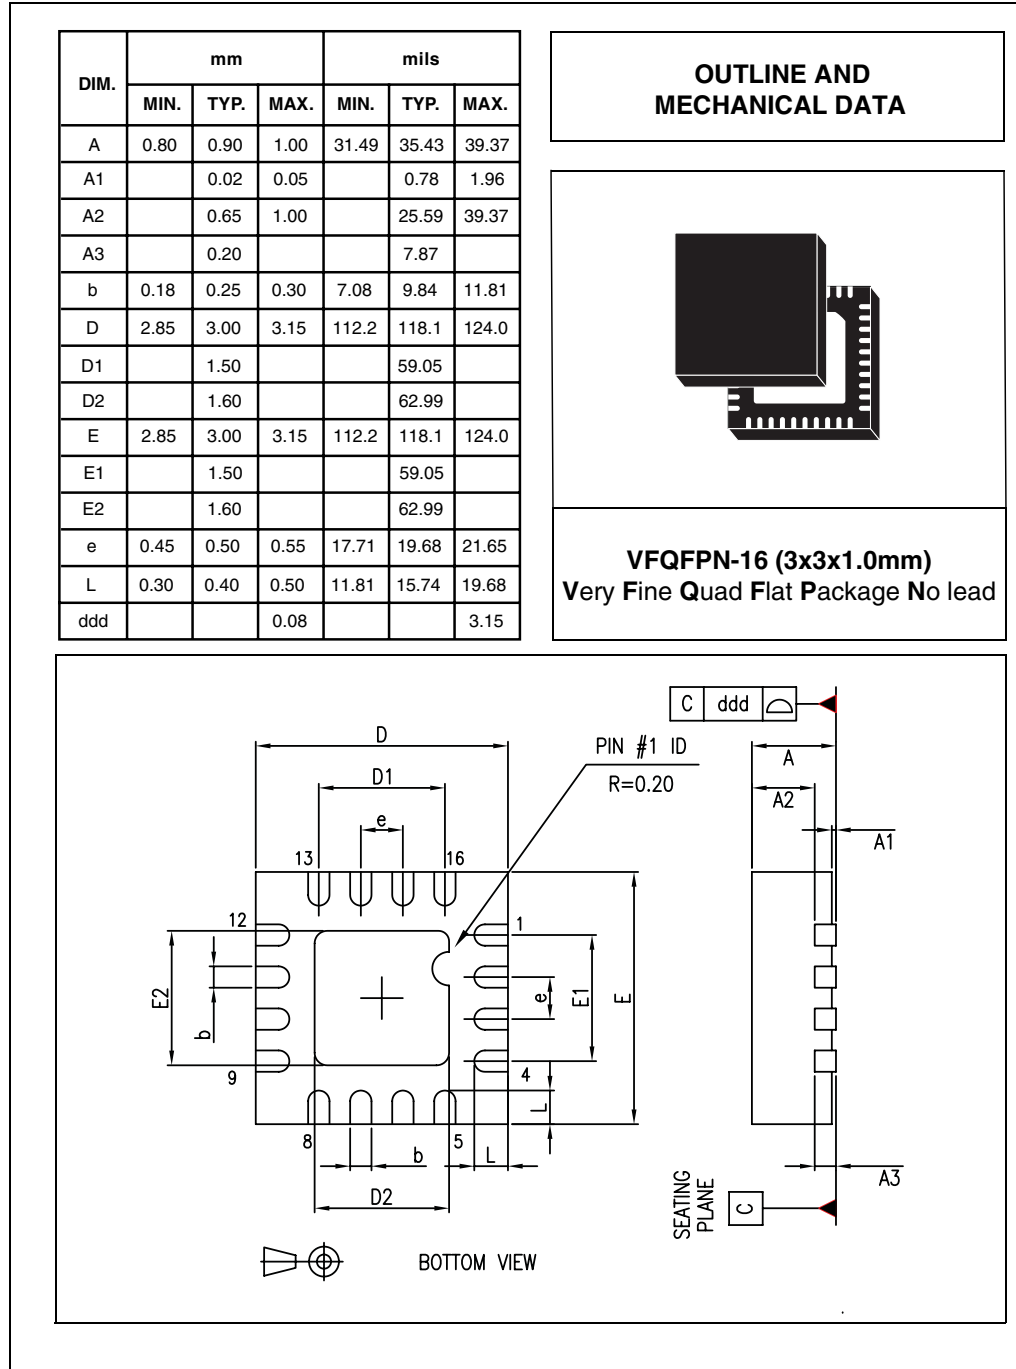 DIM. mm mils
MIN. TYP. MAX. MIN. TYP. MAX.
A 0.80 0.90 1.00 31.49 35.43 39.37
A1 0.02 0.05 0.78 1.96
A2 0.65 1.00 25.59 39.37
A3 0.20 7.87
b 0.18 0.25 0.30 7.08 9.84 11.81
D 2.85 3.00 3.15 112.2 118.1 124.0
D1 1.50 59.05
D2 1.60 62.99
E 2.85 3.00 3.15 112.2 118.1 124.0
E1 1.50 59.05
E2 1.60 62.99
e 0.45 0.50 0.55 17.71 19.68 21.65
L 0.30 0.40 0.50 11.81 15.74 19.68
ddd 0.08 3.15
OUTLINE AND
MECHANICAL DATA
VFQFPN-16 (3x3x1.0mm)
Very Fine Quad Flat Package No lead
C ddd
D
PIN #1 ID
R=0.20
A
D1
A2
e
A1
13 16
12 1
E2
b
e
E1
E
9 4
L
8 5
b L
D2
A3
SEATING
PLANE
C
BOTTOM VIEW